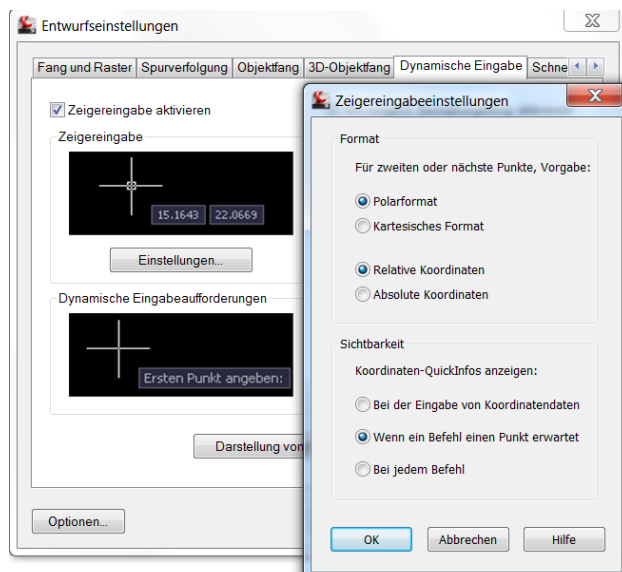 Entwurfseinstellungen
Fang und Raster Spurverfolgung Objektfang 3D-Objektfang Dynamische Eingabe Schne
Zeigereingabe aktivieren
Zeigereingabe
15.1643 22.0669
Einstellungen...
Dynamische Eingabeaufforderungen
Ersten Punkt angeben:
Darstellung von
Optionen...
Zeigereingabeeinstellungen
Format
Für zweiten oder nächste Punkte, Vorgabe:
Polarformat
Kartesisches Format
Relative Koordinaten
Absolute Koordinaten
Sichtbarkeit
Koordinaten-QuickInfos anzeigen:
Bei der Eingabe von Koordinatendaten
Wenn ein Befehl einen Punkt erwartet
Bei jedem Befehl
OK Abbrechen Hilfe